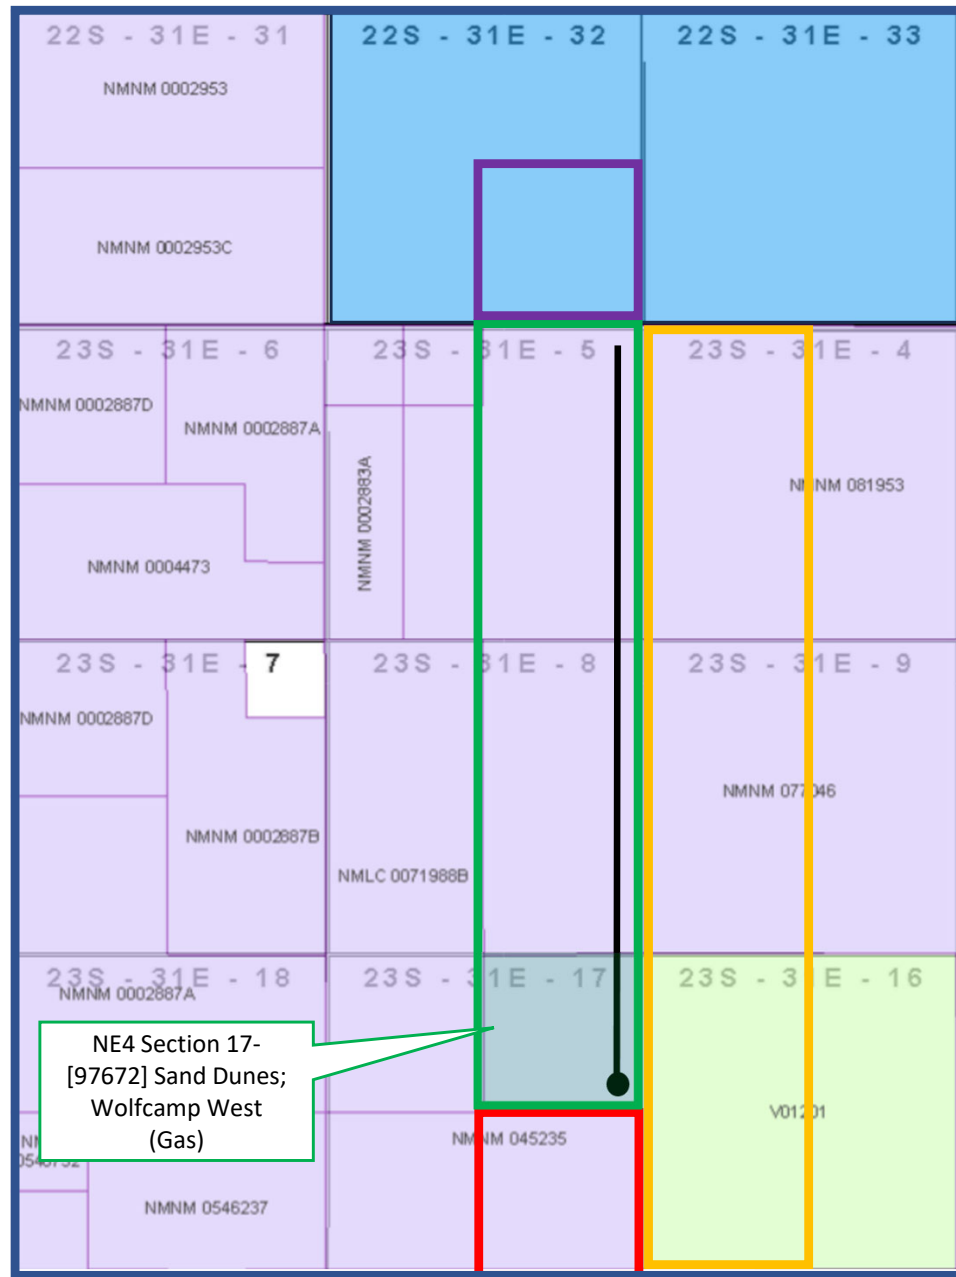 22S - 31E - 31
22S - 31E - 32
22S - 31E - 33
NMNM 0002953
NMNM 0002953C
23S - 31E - 6
23S - 31E - 5
23S - 31E - 4
NMNM 0002887D
NMNM 0002887A
NMNM 0002883A
NMNM 081953
NMNM 0004473
23S - 31E - 7
23S - 31E - 8
23S - 31E - 9
NMNM 0002887D
NMNM 077046
NMNM 0002887B
NMLC 0071988B
23S - 31E - 18
23S - 31E - 17
23S - 31E - 16
NMNM 0002887A
NE4 Section 17-
[97672] Sand Dunes;
Wolfcamp West
(Gas)
V01201
NMNM 045235
NMNM 0546237